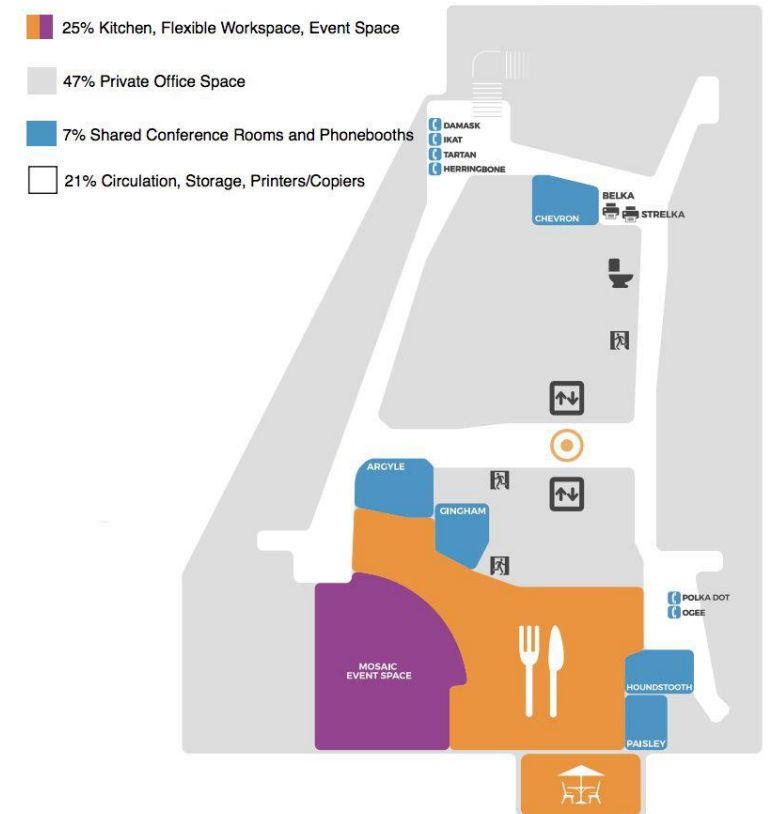 25% Kitchen, Flexible Workspace, Event Space
47% Private Office Space
7% Shared Conference Rooms and Phonebooths
21% Circulation, Storage, Printers/Copiers
DAMASK
IKAT
TARTAN
HERRINGBONE
BELKA
STRELKA
CHEVRON
ARGYLE
GINGHAM
POLKA DOT
OGEE
MOSAIC
EVENT SPACE
HOUNDSTOOTH
PAISLEY